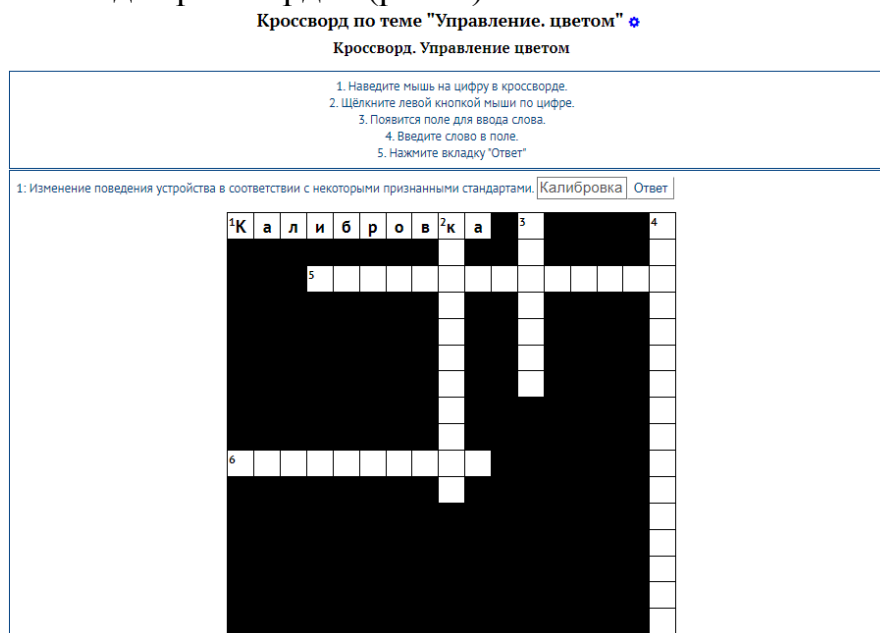 Кроссворд по теме "Управление. цветом"
Кроссворд. Управление цветом
1. Наведите мышь на цифру в кроссворде.
2. Щёлкните левой кнопкой мыши по цифре.
3. Появится поле для ввода слова.
4. Введите слово в поле.
5. Нажмите вкладку "Ответ"
1: Изменение поведения устройства в соответствии с некоторыми признанными стандартами. Калибровка Ответ
1 К а л и б р о в 2 к а 3 4
5
6